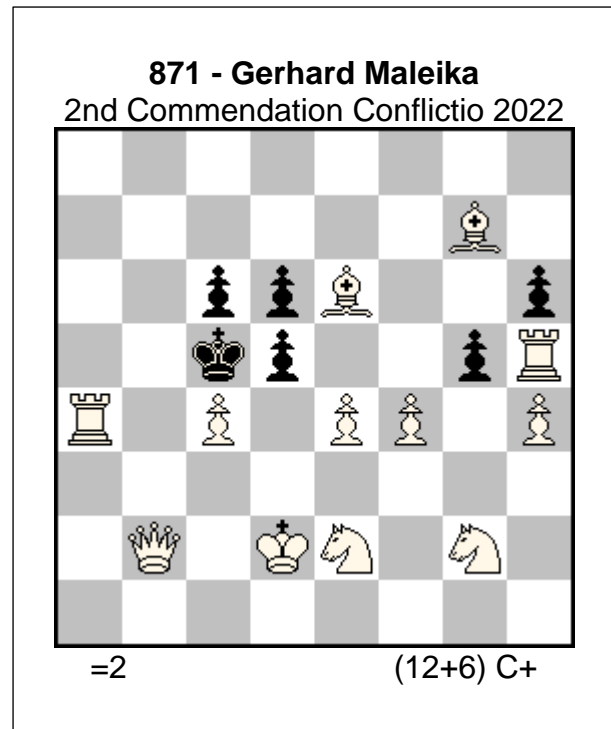 871 - Gerhard Maleika
2nd Commendation Conflictio 2022
=2 (12+6) C+